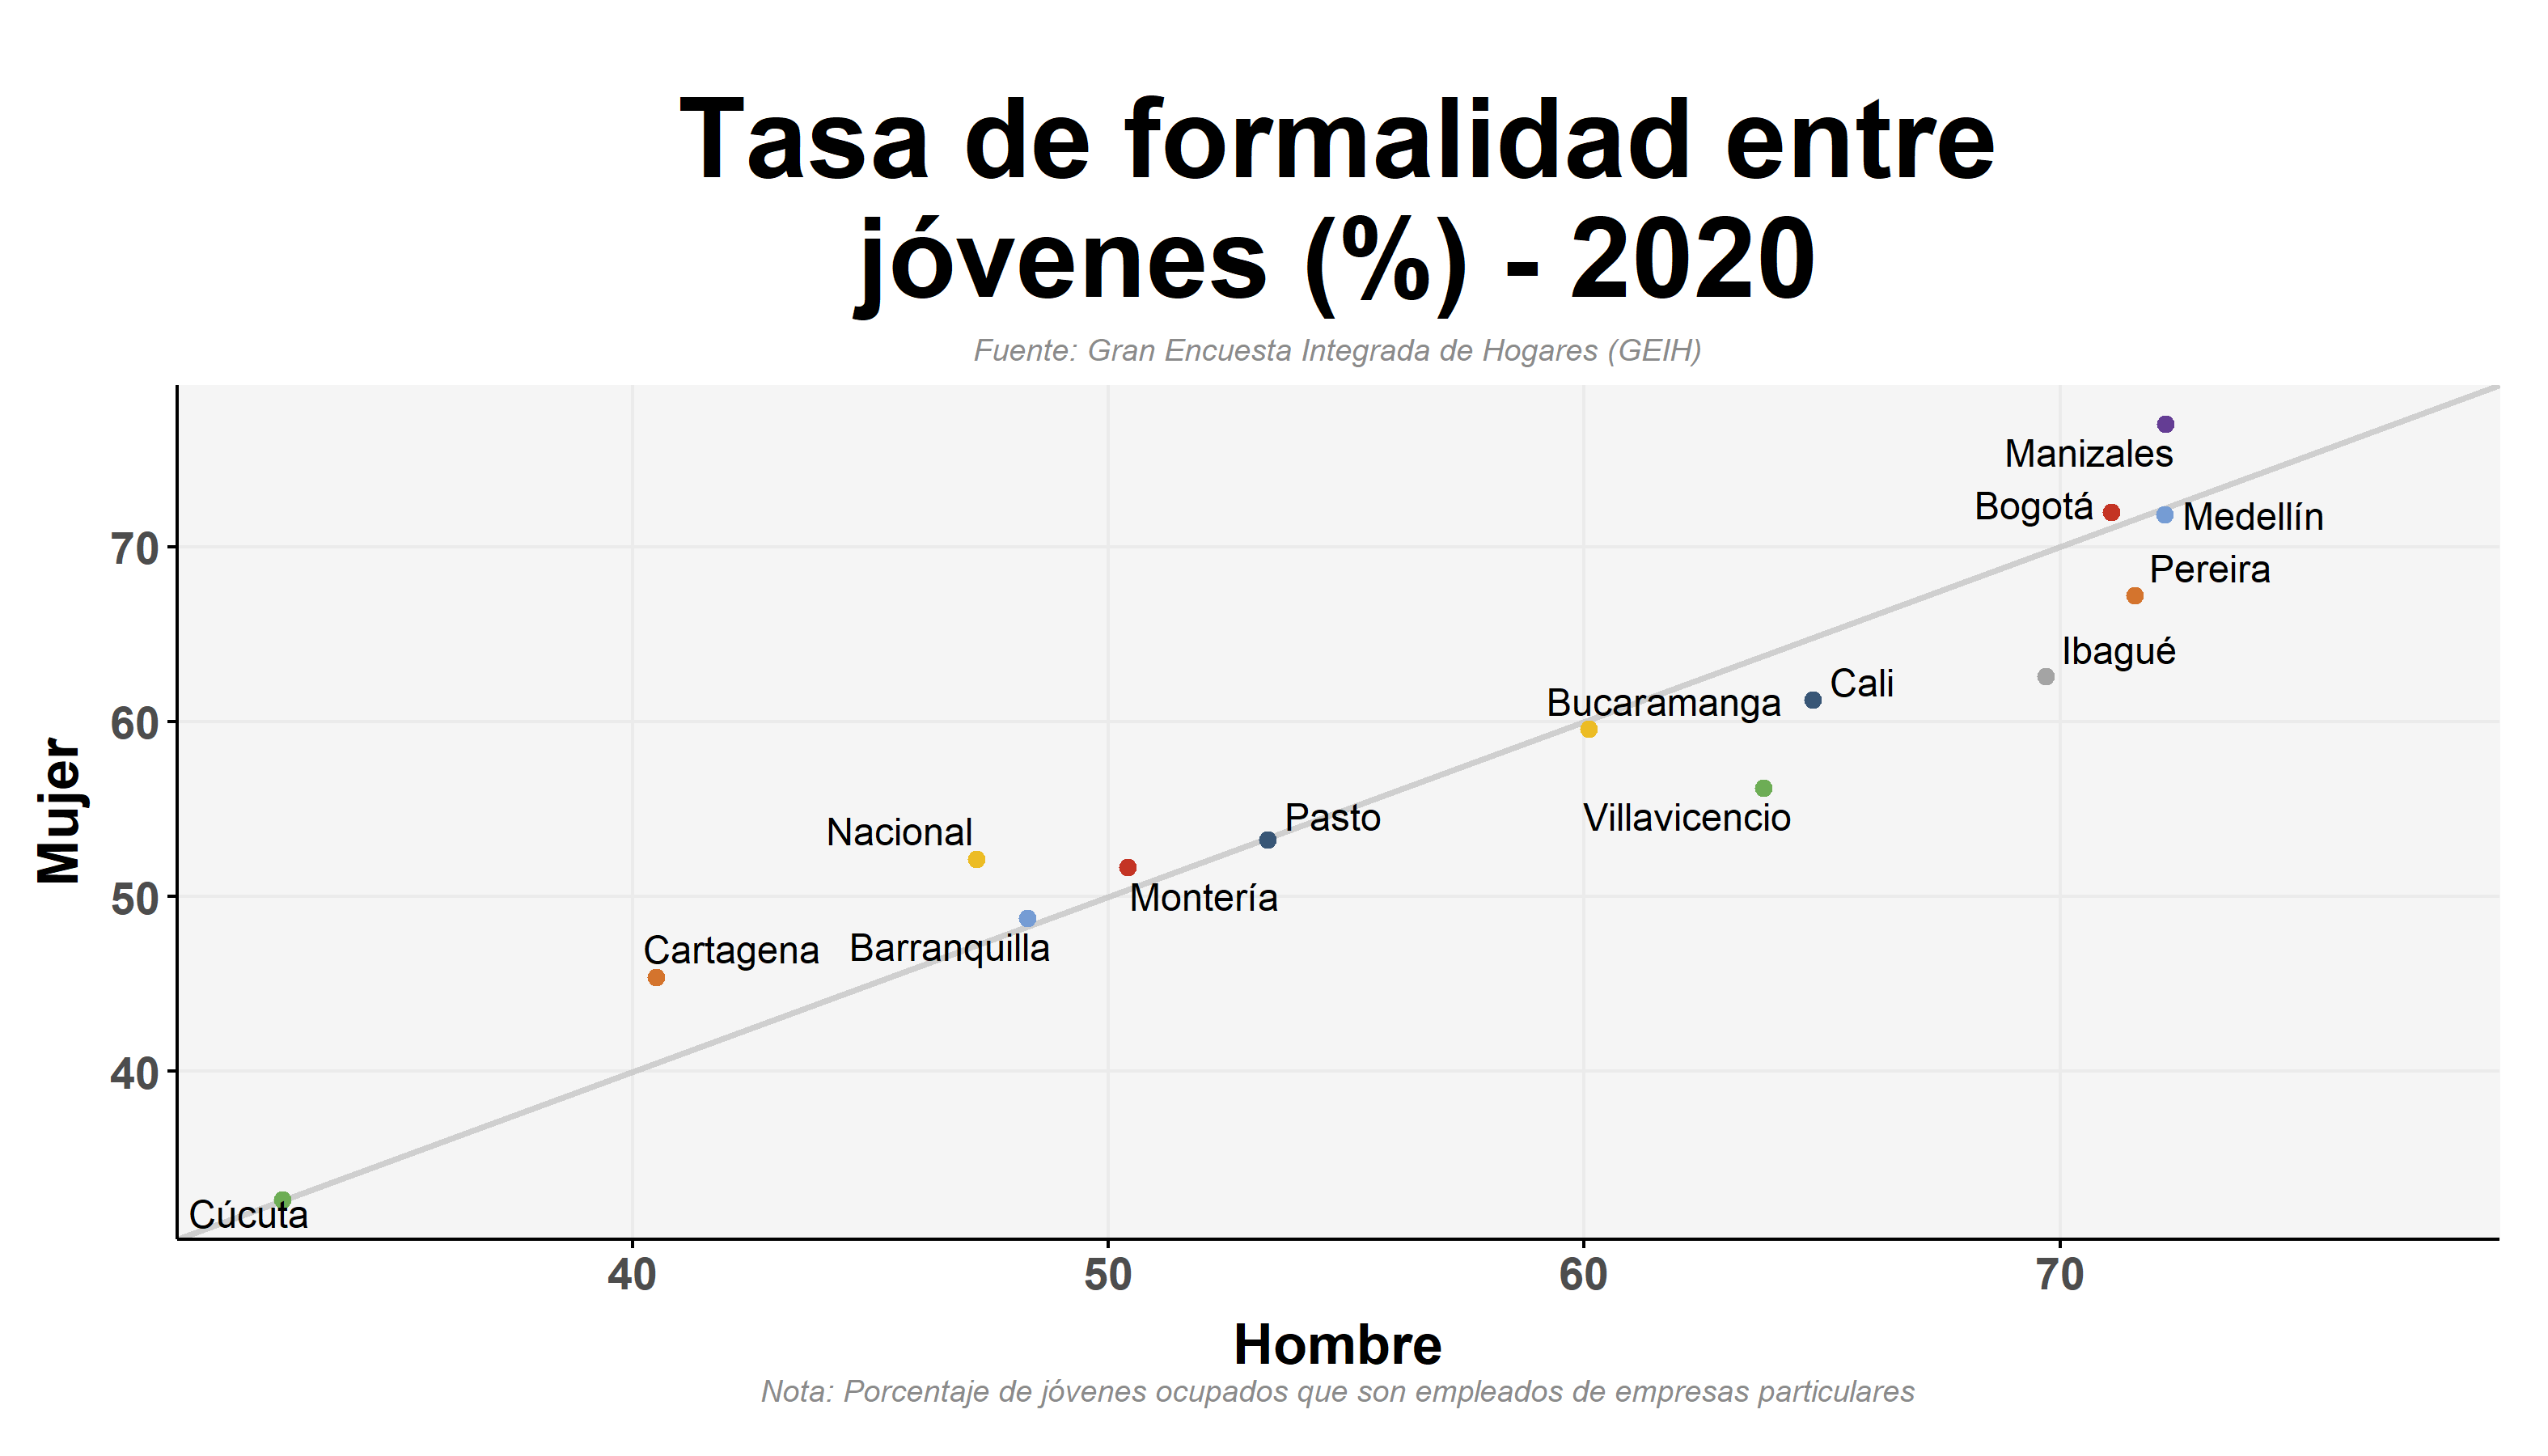 Tasa de formalidad entre
jóvenes (%) - 2020
Fuente: Gran Encuesta Integrada de Hogares (GEIH)
Manizales
Bogotá
Medellín
70
Pereira
Ibagué
Cali
Bucaramanga
60
Mujer
Villavicencio
Pasto
Nacional
50
Montería
Barranquilla
Cartagena
40
Cúcuta
40 50 60 70
Hombre
Nota: Porcentaje de jóvenes ocupados que son empleados de empresas particulares